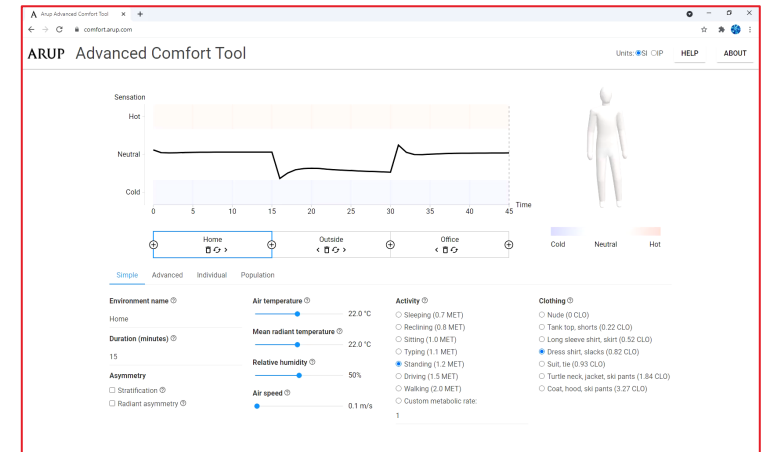 Arup Advanced Comfort Tool
comfort.arup.com
ARUP Advanced Comfort Tool
Units: SI IP HELP ABOUT
Sensation
Hot
Neutral
Cold
0 5 10 15 20 25 30 35 40 45
Time
Home Outside Office
Cold Neutral Hot
Simple Advanced Individual Population
Environment name
Home
Duration (minutes)
15
Asymmetry
Stratification
Radiant asymmetry
Air temperature
22.0 °C
Mean radiant temperature
22.0 °C
Relative humidity
50%
Air speed
0.1 m/s
Activity
Sleeping (0.7 MET)
Reclining (0.8 MET)
Sitting (1.0 MET)
Typing (1.1 MET)
Standing (1.2 MET)
Driving (1.5 MET)
Walking (2.0 MET)
Custom metabolic rate:
1
Clothing
Nude (0 CLO)
Tank top, shorts (0.22 CLO)
Long sleeve shirt, skirt (0.52 CLO)
Dress shirt, slacks (0.82 CLO)
Suit, tie (0.93 CLO)
Turtle neck, jacket, ski pants (1.84 CLO)
Coat, hood, ski pants (3.27 CLO)